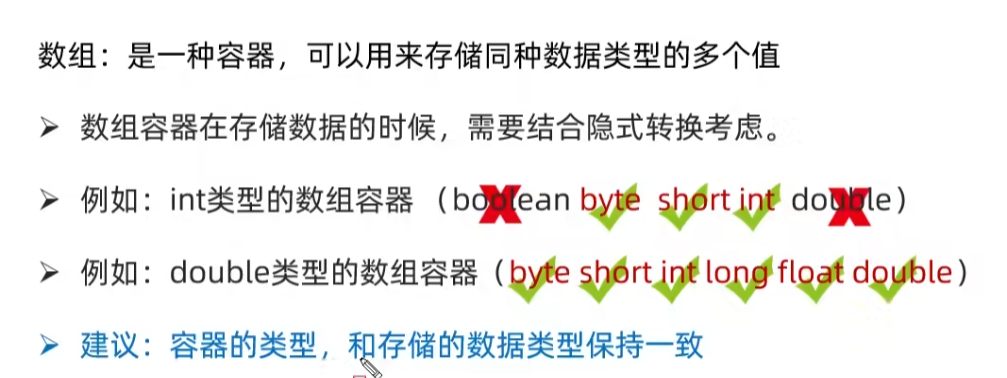 数组：是一种容器，可以用来存储同种数据类型的多个值
➢ 数组容器在存储数据的时候，需要结合隐式转换考虑。
➢ 例如：int类型的数组容器 （boolean byte short int double）
➢ 例如：double类型的数组容器（byte short int long float double）
➢ 建议：容器的类型，和存储的数据类型保持一致